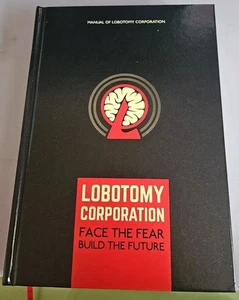 MANUAL OF LOBOTOMY CORPORATION
LOBOTOMY
CORPORATION
FACE THE FEAR
BUILD THE FUTURE